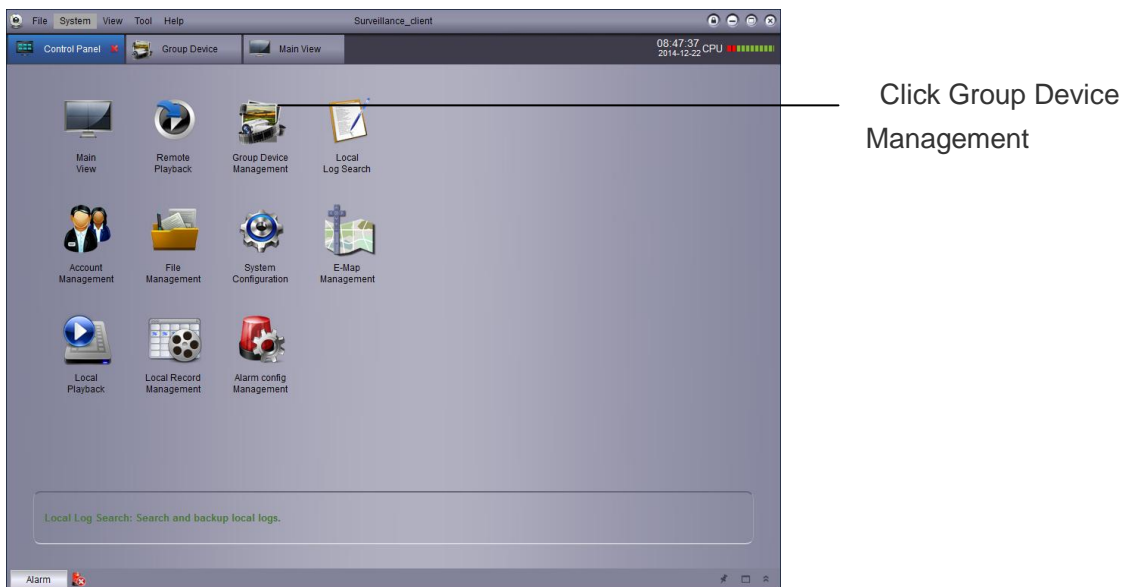 File System View Tool Help Surveillance_client
Control Panel Group Device Main View 08:47:37 CPU
2014-12-22
Click Group Device
Management
Main Remote Group Device Local
View Playback Management Log Search
Account File System E-Map
Management Management Configuration Management
Local Local Record Alarm config
Playback Management Management
Local Log Search: Search and backup local logs.
Alarm